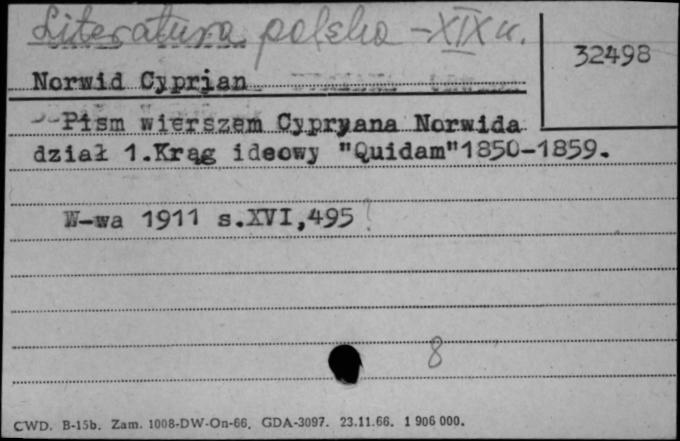 Literatura polska - XIX w.
32498
Norwid Cyprian
Pism wierszem Cypryana Norwida
dział 1.Krąg ideowy "Quidam"1850-1859.
W-wa 1911 s.XVI,495
8
CWD. B-15b. Zam. 1008-DW-On-66. GDA-3097. 23.11.66. 1 906 000.